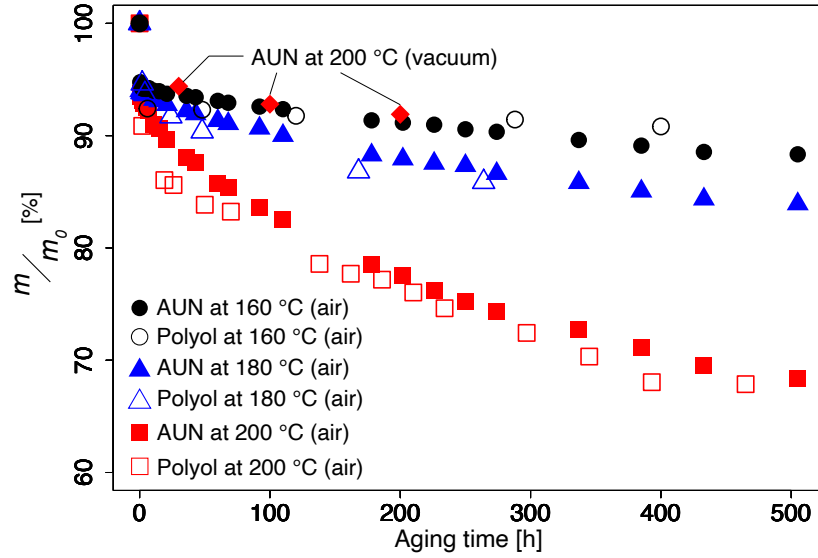 100
90
80
70
60
m/m0 [%]
AUN at 200 °C (vacuum)
AUN at 160 °C (air)
Polyol at 160 °C (air)
AUN at 180 °C (air)
Polyol at 180 °C (air)
AUN at 200 °C (air)
Polyol at 200 °C (air)
0 100 200 300 400 500
Aging time [h]